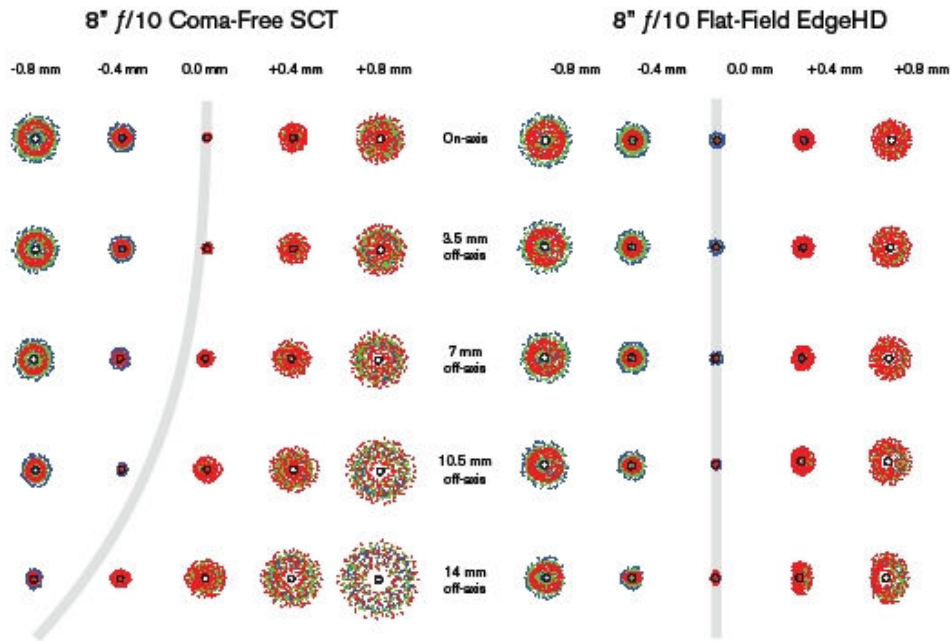 8" f/10 Coma-Free SCT
8" f/10 Flat-Field EdgeHD
-0.8 mm -0.4 mm 0.0 mm +0.4 mm +0.8 mm
-0.8 mm -0.4 mm 0.0 mm +0.4 mm +0.8 mm
On-axis
3.5 mm
off-axis
7 mm
off-axis
10.5 mm
off-axis
14 mm
off-axis